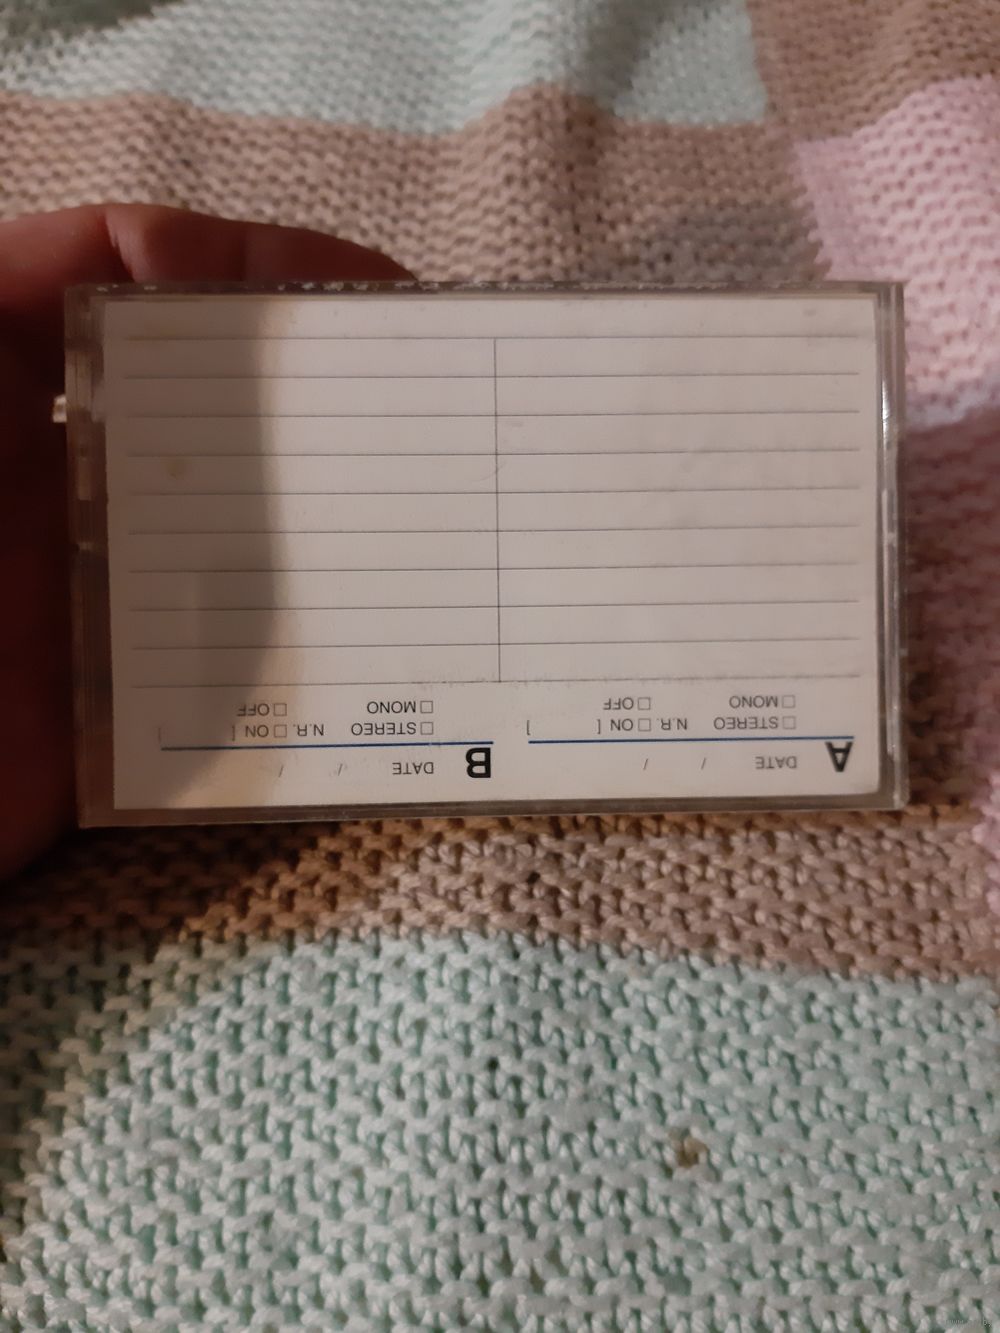 A DATE / /
□ STEREO N.R. □ ON [ ]
□ MONO □ OFF
B DATE / /
□ STEREO N.R. □ ON [ ]
□ MONO □ OFF